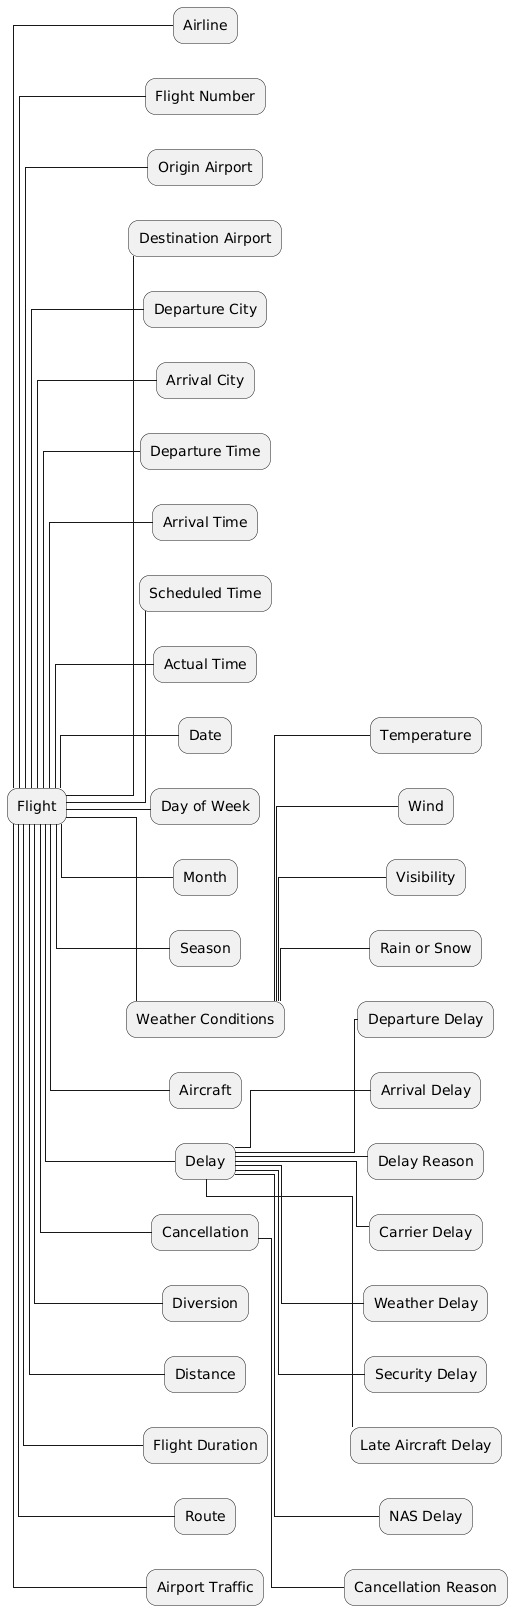 Airline
Flight Number
Origin Airport
Destination Airport
Departure City
Arrival City
Departure Time
Arrival Time
Scheduled Time
Actual Time
Date
Temperature
Flight
Day of Week
Wind
Month
Visibility
Season
Rain or Snow
Weather Conditions
Departure Delay
Aircraft
Arrival Delay
Delay
Delay Reason
Cancellation
Carrier Delay
Diversion
Weather Delay
Distance
Security Delay
Flight Duration
Late Aircraft Delay
Route
NAS Delay
Airport Traffic
Cancellation Reason